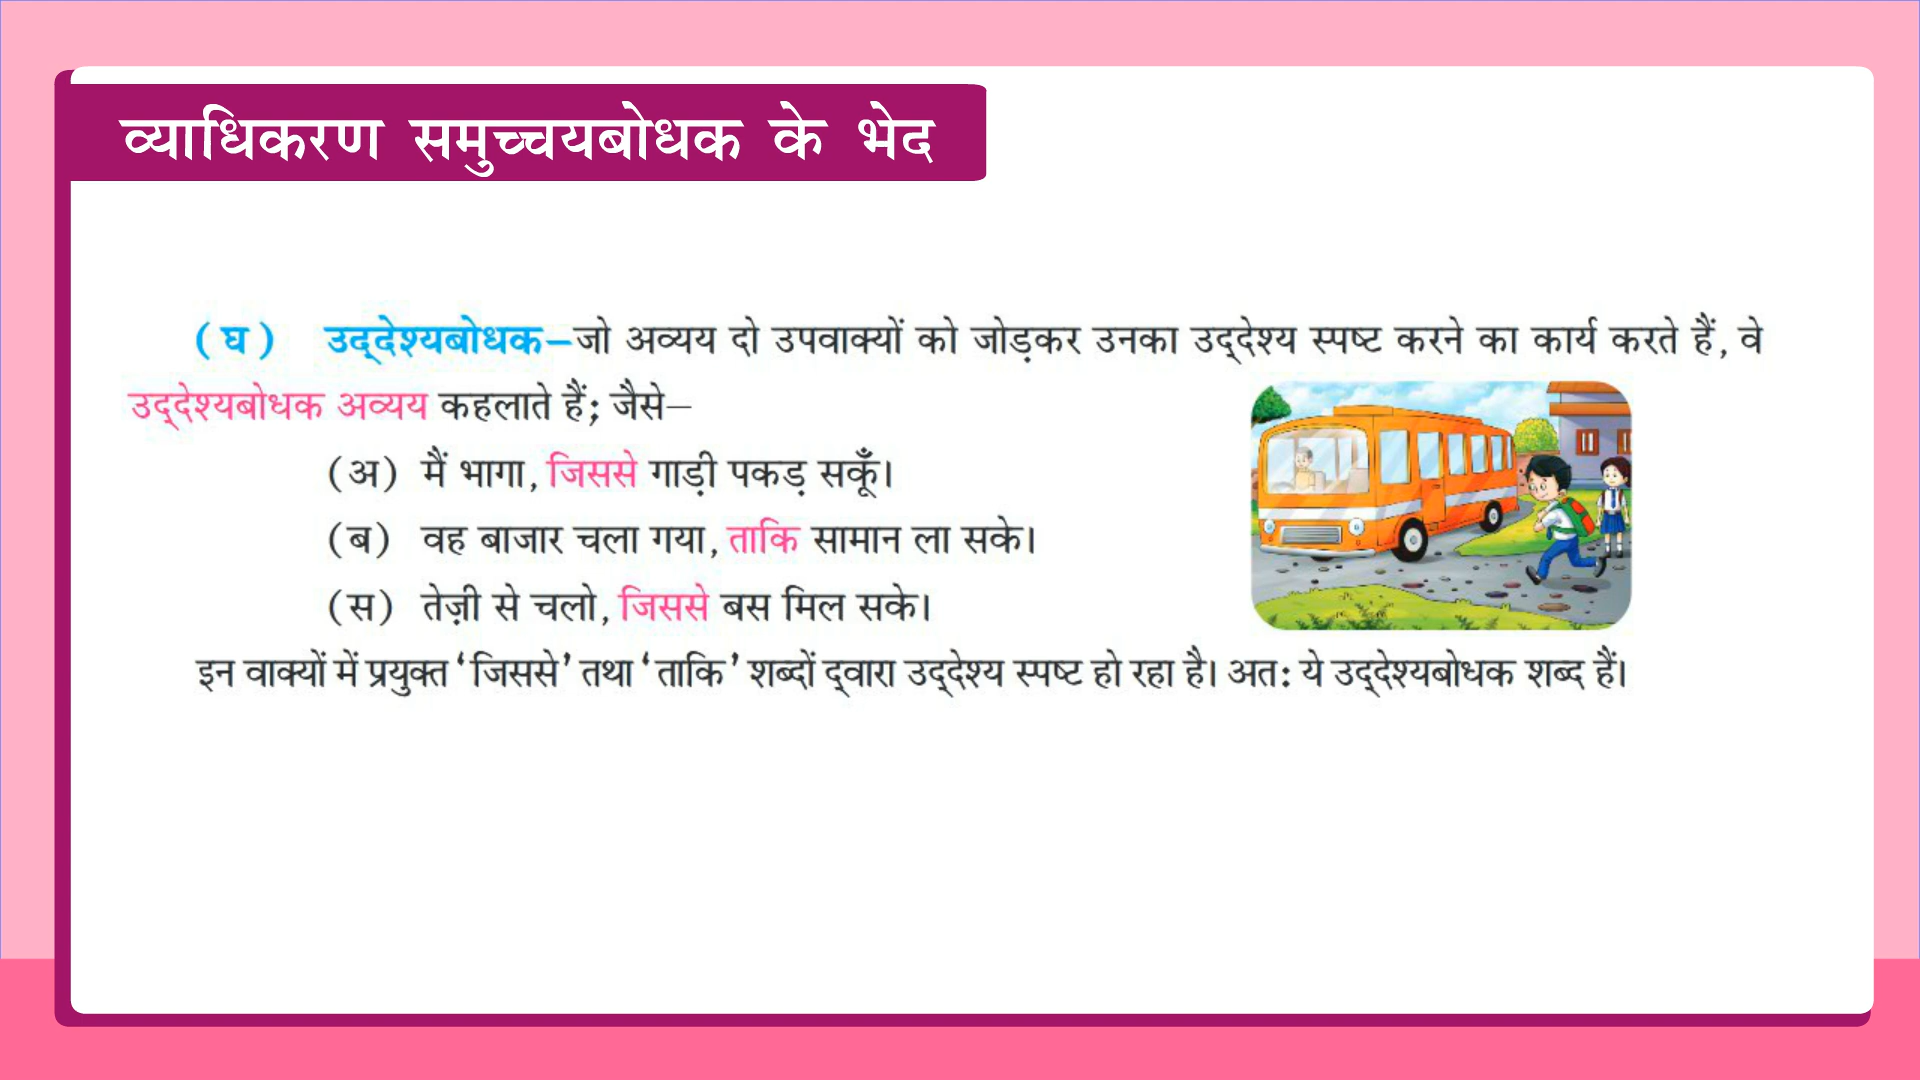 व्याधिकरण समुच्चयबोधक के भेद
(घ) उद्‌देश्यबोधक–जो अव्यय दो उपवाक्यों को जोड़कर उनका उद्‌देश्य स्पष्ट करने का कार्य करते हैं, वे
उद्‌देश्यबोधक अव्यय कहलाते हैं; जैसे–
(अ) मैं भागा, जिससे गाड़ी पकड़ सकूँ।
(ब) वह बाजार चला गया, ताकि सामान ला सके।
(स) तेज़ी से चलो, जिससे बस मिल सके।
इन वाक्यों में प्रयुक्त ‘जिससे’ तथा ‘ताकि’ शब्दों द्‌वारा उद्‌देश्य स्पष्ट हो रहा है। अत: ये उद्‌देश्यबोधक शब्द हैं।